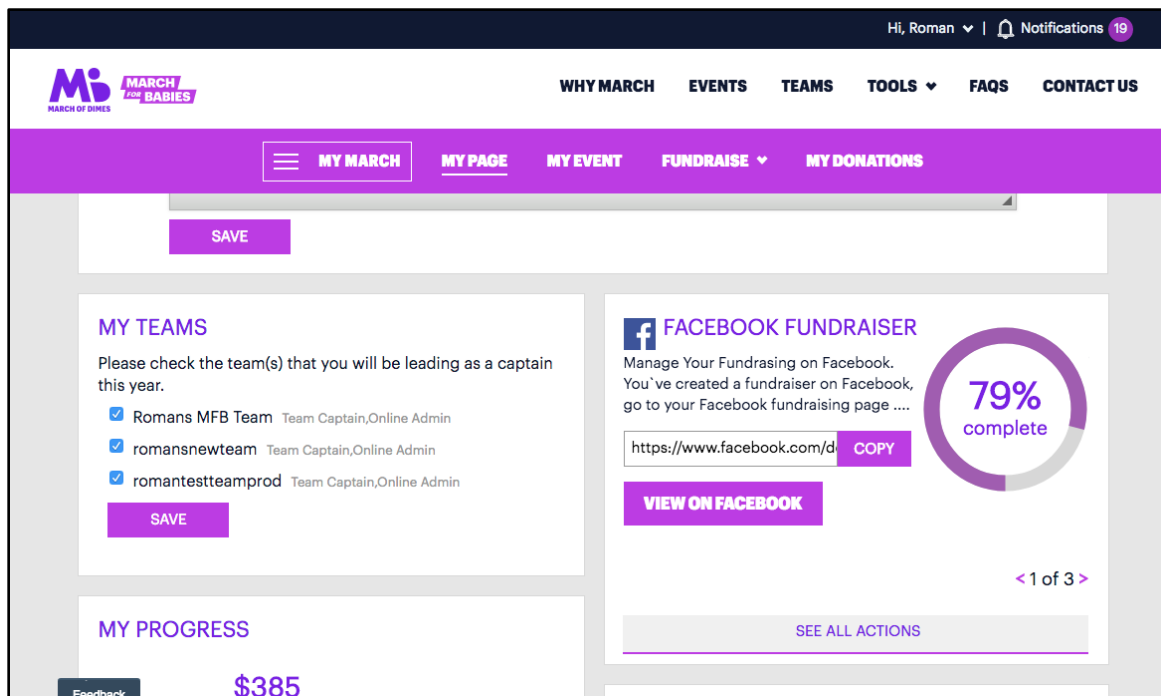 Hi, Roman | Notifications 19
MARCH OF DIMES
MARCH
FOR BABIES
WHY MARCH EVENTS TEAMS TOOLS FAQS CONTACT US
MY MARCH MY PAGE MY EVENT FUNDRAISE MY DONATIONS
SAVE
MY TEAMS
Please check the team(s) that you will be leading as a captain
this year.
Romans MFB Team Team Captain,Online Admin
romansnewteam Team Captain,Online Admin
romantestteamprod Team Captain,Online Admin
SAVE
FACEBOOK FUNDRAISER
Manage Your Fundrasing on Facebook.
You`ve created a fundraiser on Facebook,
go to your Facebook fundraising page ....
https://www.facebook.com/d
COPY
VIEW ON FACEBOOK
79%
complete
< 1 of 3 >
SEE ALL ACTIONS
MY PROGRESS
$385
Feedback